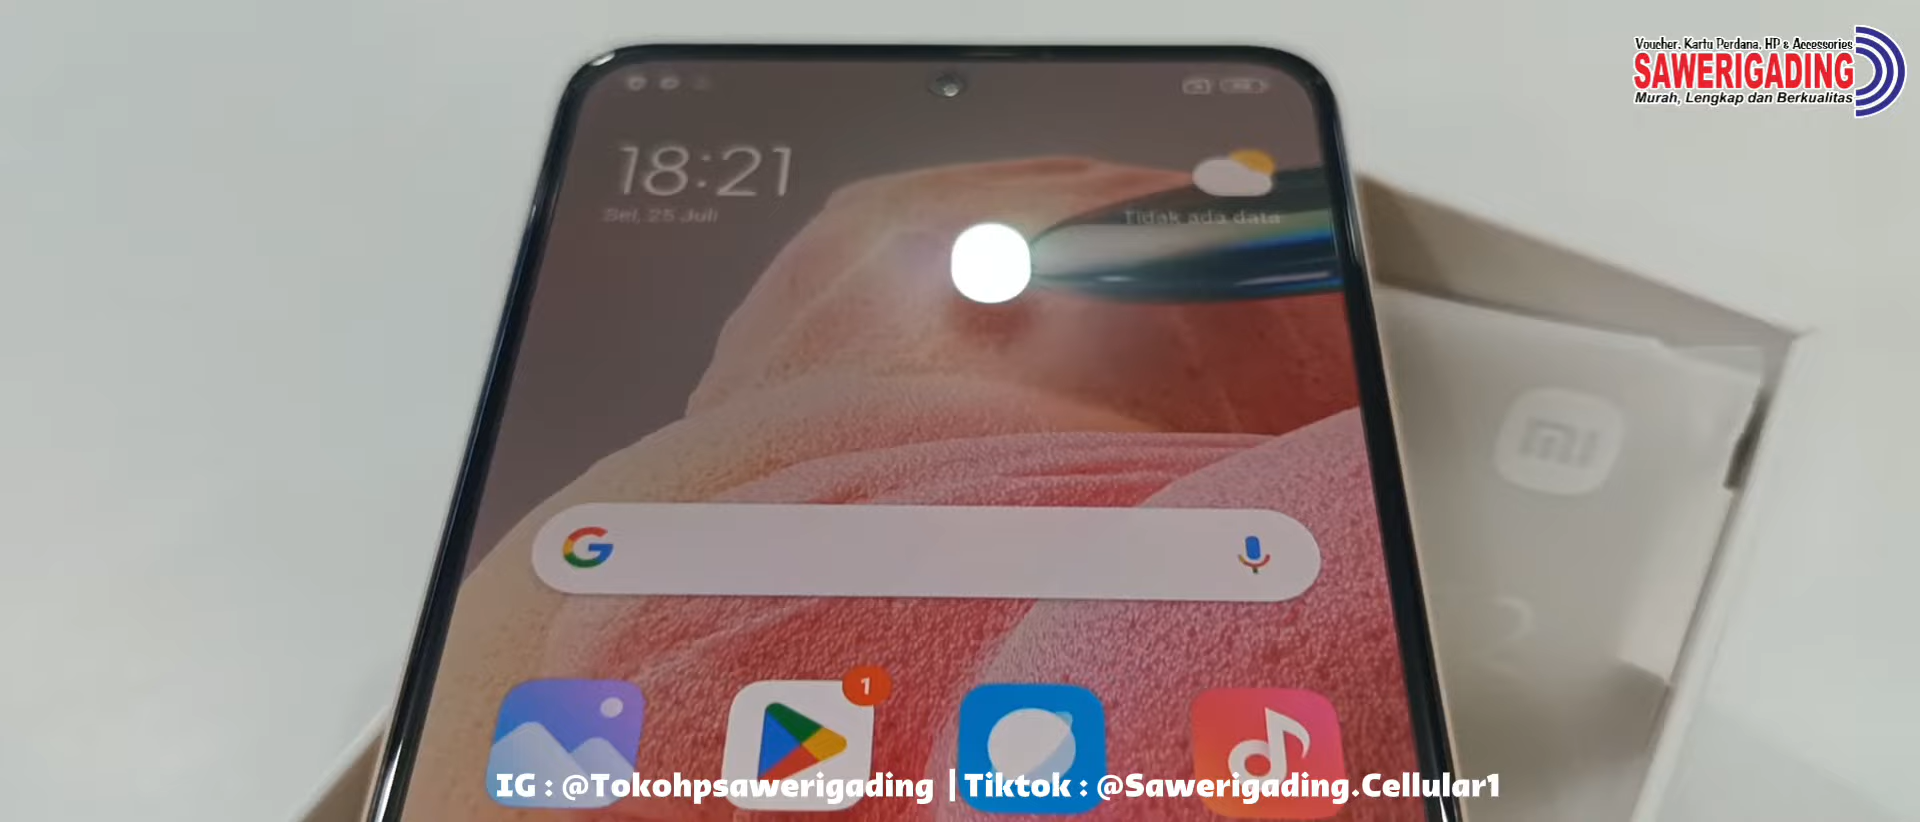 Voucher, Kartu Perdana, HP & Accessories
SAWERIGADING
Murah, Lengkap dan Berkualitas
18:21
Sel, 25 Juli
Tidak ada data
mi
G
1
IG : @Tokohpsawerigading | Tiktok : @Sawerigading.Cellular1